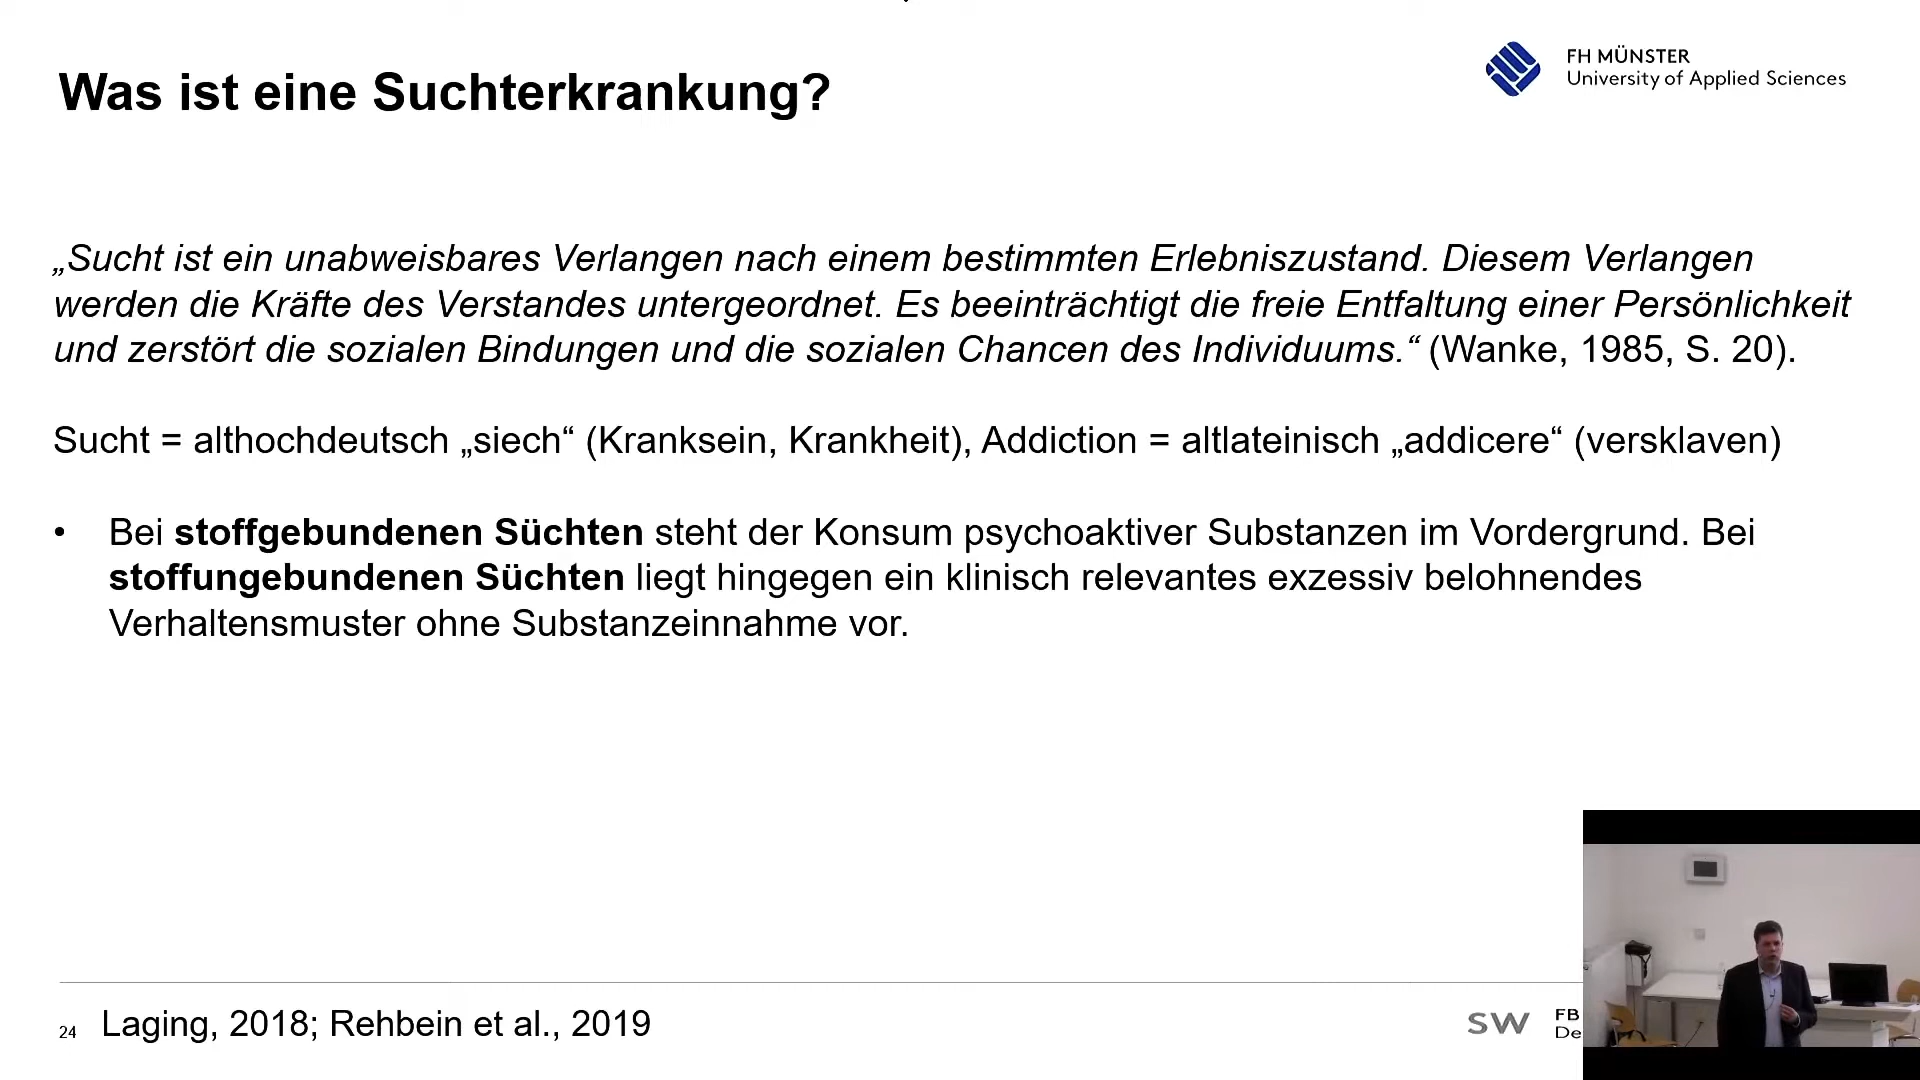 Was ist eine Suchterkrankung?
FH MÜNSTER
University of Applied Sciences
„Sucht ist ein unabweisbares Verlangen nach einem bestimmten Erlebniszustand. Diesem Verlangen
werden die Kräfte des Verstandes untergeordnet. Es beeinträchtigt die freie Entfaltung einer Persönlichkeit
und zerstört die sozialen Bindungen und die sozialen Chancen des Individuums.“ (Wanke, 1985, S. 20).
Sucht = althochdeutsch „siech“ (Kranksein, Krankheit), Addiction = altlateinisch „addicere“ (versklaven)
• Bei stoffgebundenen Süchten steht der Konsum psychoaktiver Substanzen im Vordergrund. Bei
stoffungebundenen Süchten liegt hingegen ein klinisch relevantes exzessiv belohnendes
Verhaltensmuster ohne Substanzeinnahme vor.
24 Laging, 2018; Rehbein et al., 2019
SW FB
De